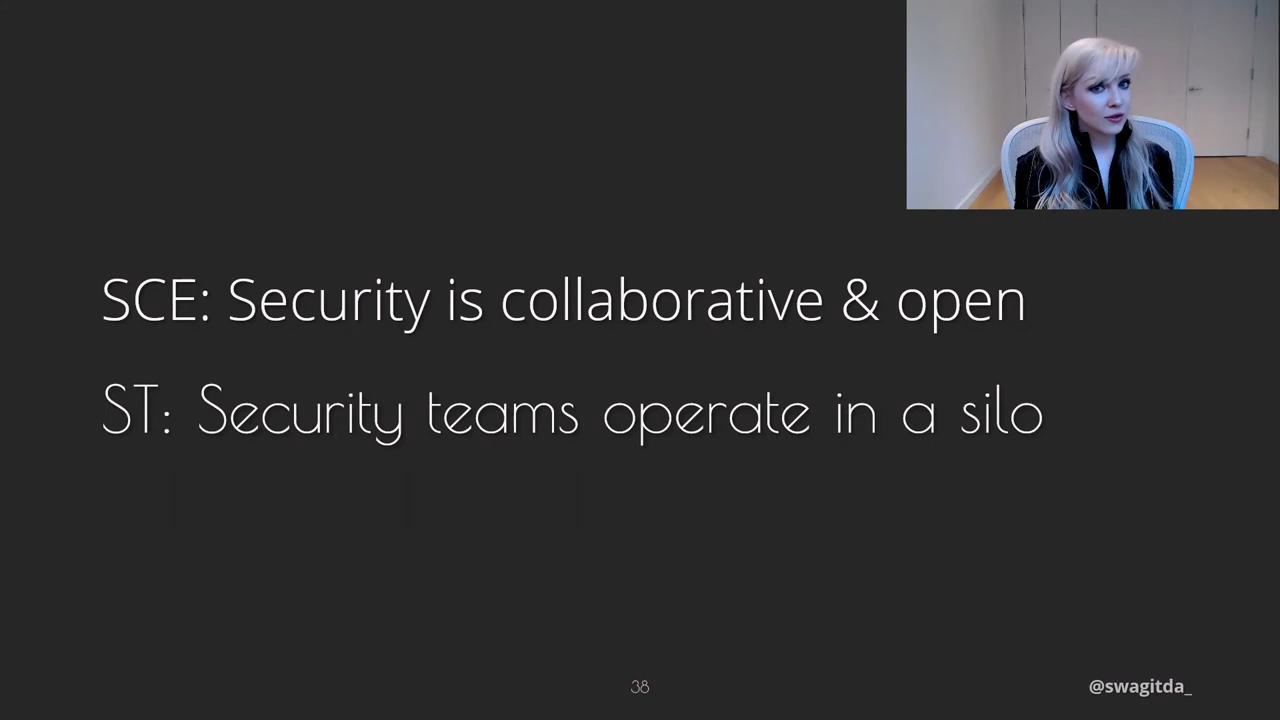 SCE: Security is collaborative & open
ST: Security teams operate in a silo
38
@swagitda_